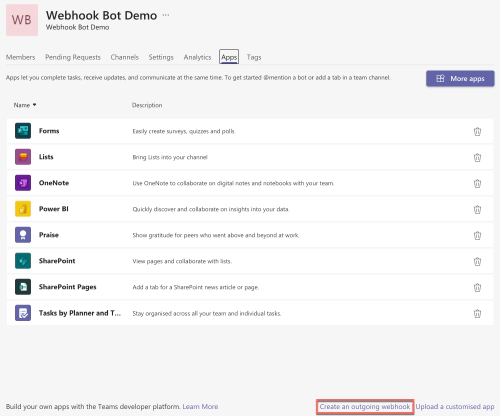 WB
Webhook Bot Demo ...
Webhook Bot Demo
Members Pending Requests Channels Settings Analytics Apps Tags
Apps let you complete tasks, receive updates, and communicate at the same time. To get started @mention a bot or add a tab in a team channel.
More apps
Name Description
Forms Easily create surveys, quizzes and polls
Lists Bring Lists into your channel
OneNote Use OneNote to collaborate on digital notes and notebooks with your team.
Power BI Quickly discover and collaborate on insights into your data.
Praise Show gratitude for peers who went above and beyond at work.
SharePoint View pages and collaborate with lists.
SharePoint Pages Add a tab for a SharePoint news article or page.
Tasks by Planner and T... Stay organised across all your team and individual tasks.
Build your own apps with the Teams developer platform. Learn More Create an outgoing webhook Upload a customised app